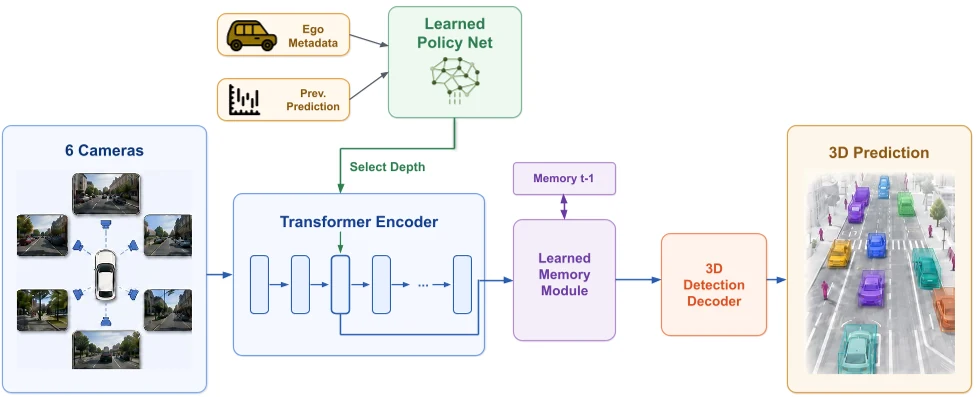 Ego
Metadata
Prev.
Prediction
Learned
Policy Net
Select Depth
6 Cameras
Transformer Encoder
...
Memory t-1
Learned
Memory
Module
3D
Detection
Decoder
3D Prediction